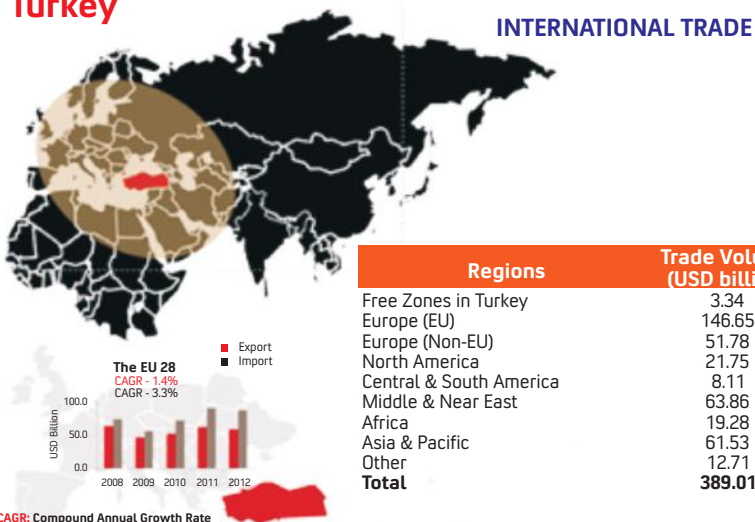 Turkey
INTERNATIONAL TRADE
Regions
Trade
(USD
Free Zones in Turkey 3.34
Europe (EU) 146.65
Europe (Non-EU) 51.78
North America 21.75
Central & South America 8.11
Middle & Near East 63.86
Africa 19.28
Asia & Pacific 61.53
Other 12.71
Total 389.01
Export
Import
The EU 28
CAGR - 1.4%
CAGR - 3.3%
USD Billion
100.0
50.0
0.0
2008 2009 2010 2011 2012
CAGR: Compound Annual Growth Rate